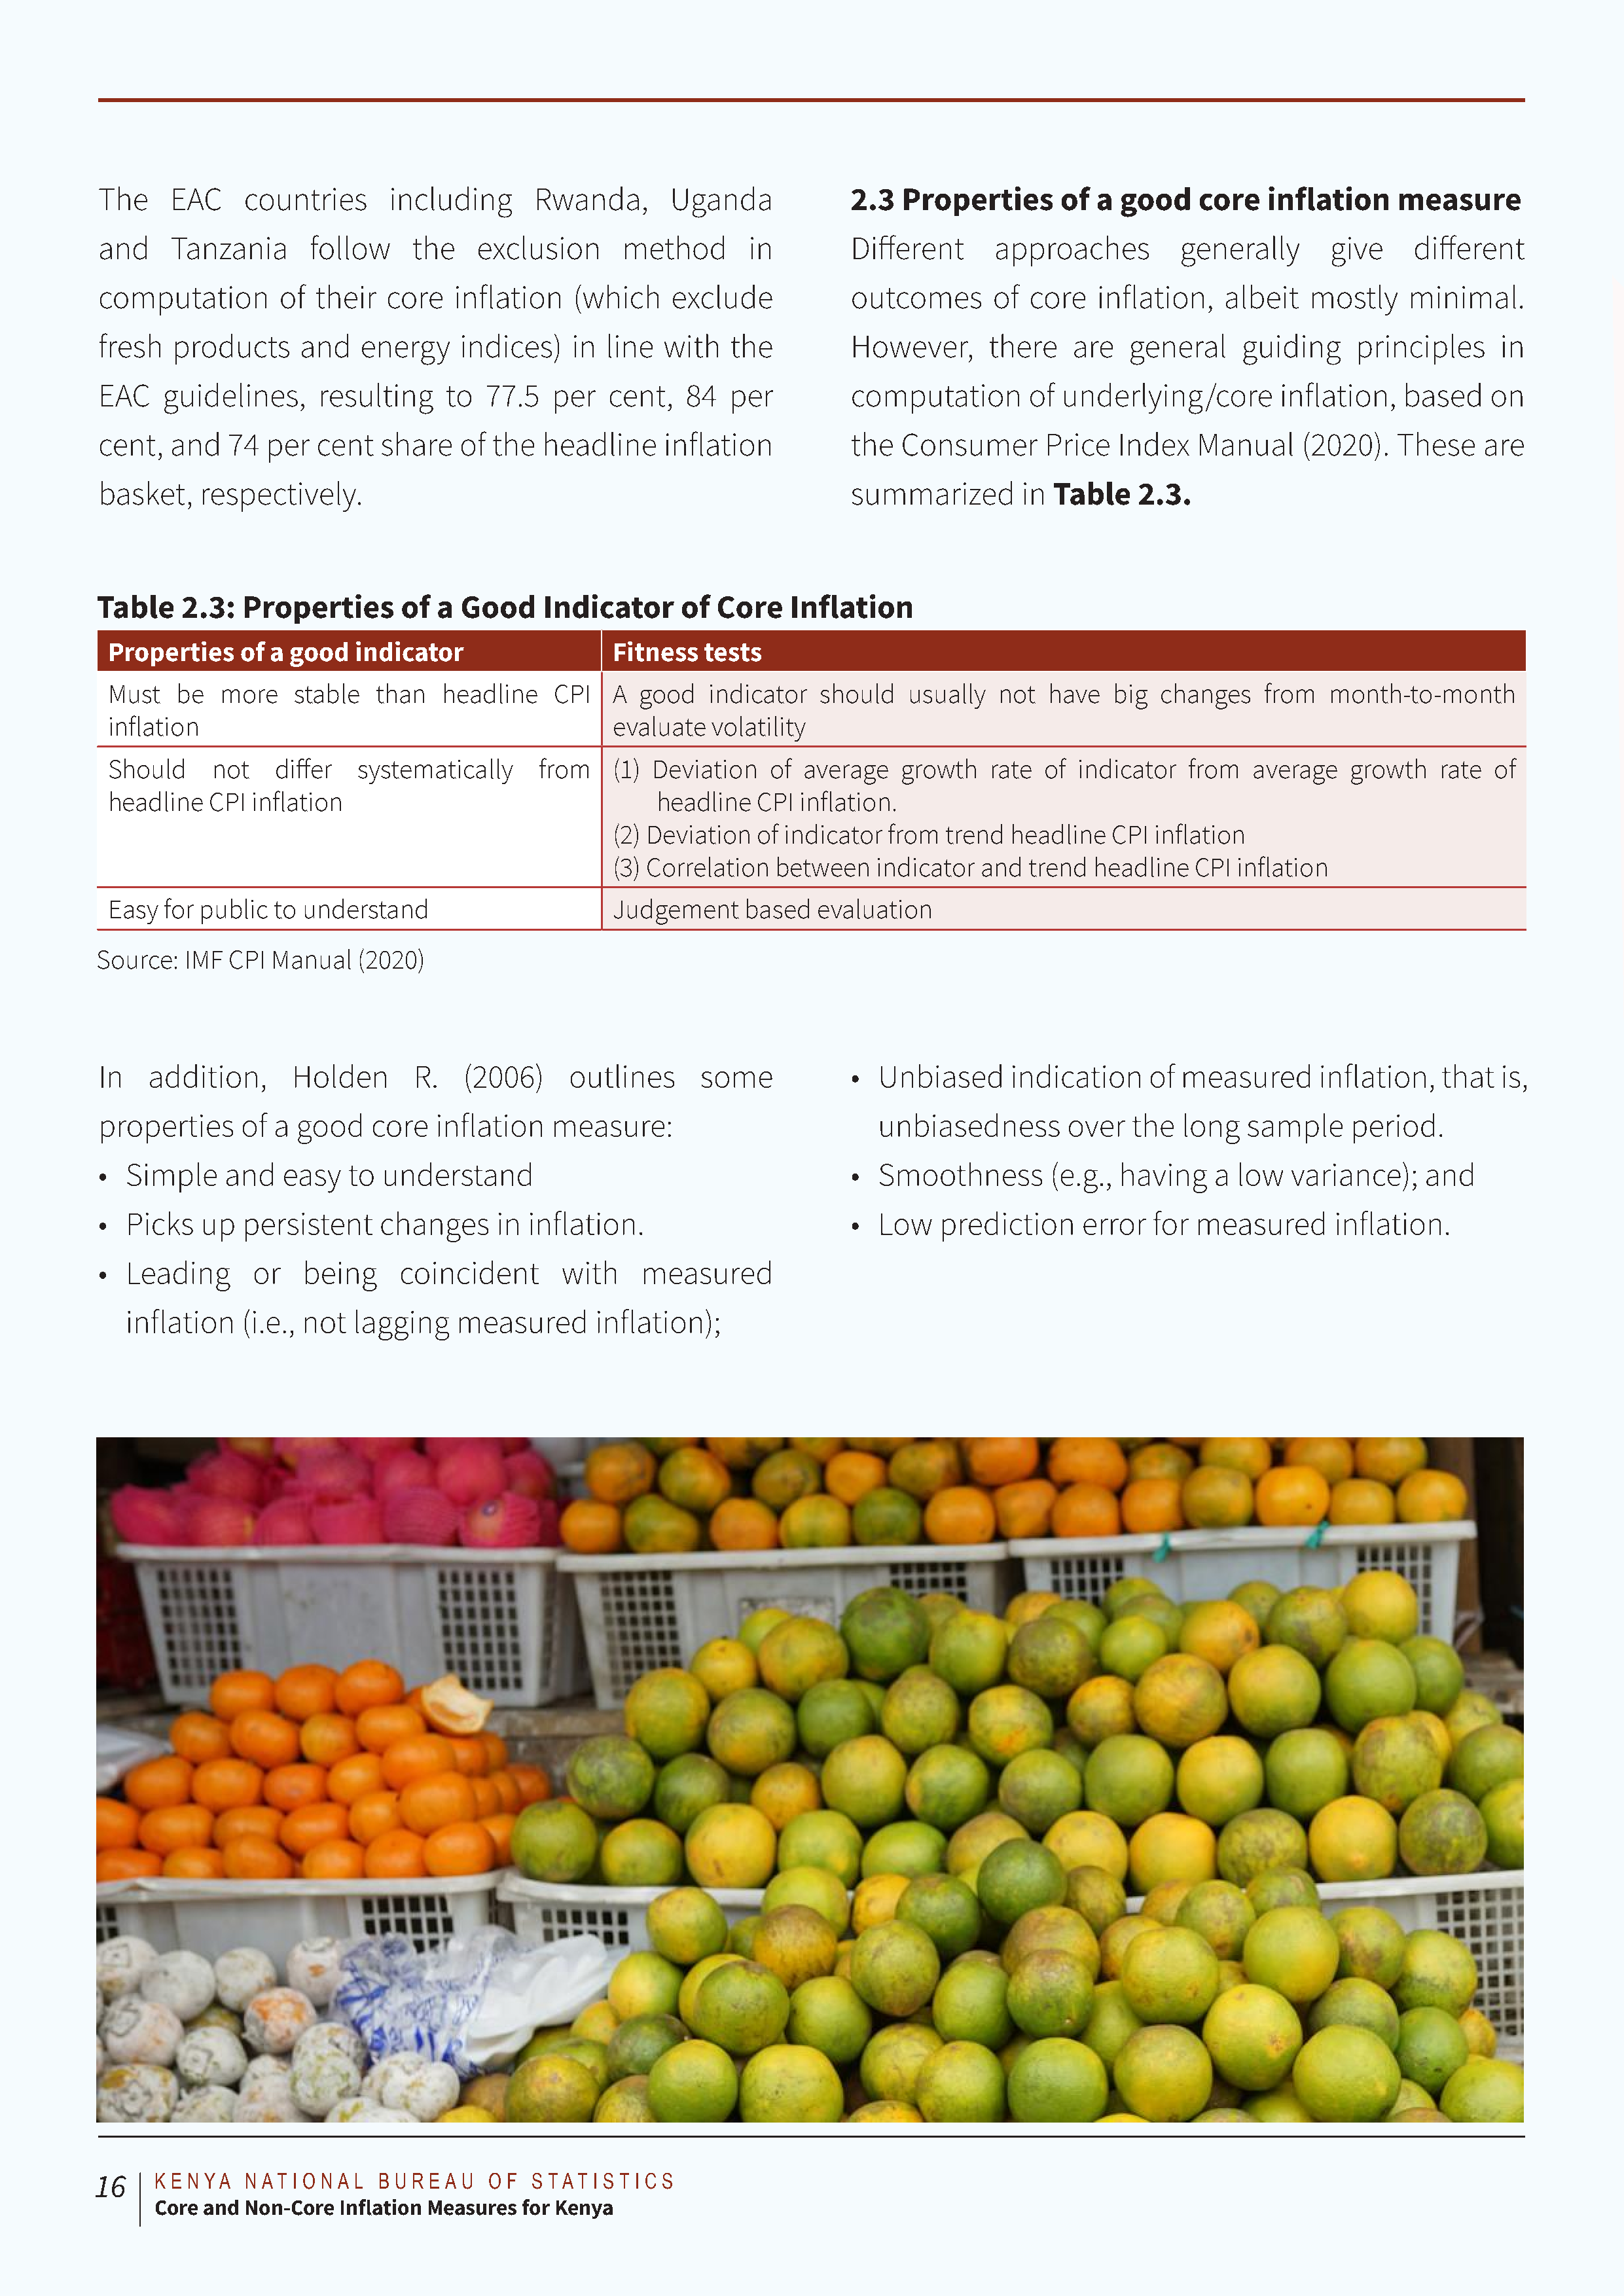 The EAC countries including Rwanda, Uganda
and Tanzania follow the exclusion method in
computation of their core inflation (which exclude
fresh products and energy indices) in line with the
EAC guidelines, resulting to 77.5 per cent, 84 per
cent, and 74 per cent share of the headline inflation
basket, respectively.
2.3 Properties of a good core inflation measure
Different approaches generally give different
outcomes of core inflation, albeit mostly minimal.
However, there are general guiding principles in
computation of underlying/core inflation, based on
the Consumer Price Index Manual (2020). These are
summarized in Table 2.3.
Table 2.3: Properties of a Good Indicator of Core Inflation
Properties of a good indicator
Fitness tests
Must be more stable than headline CPI
inflation
A good indicator should usually not have big changes from month-to-month
evaluate volatility
Should not differ systematically from
headline CPI inflation
(1) Deviation of average growth rate of indicator from average growth rate of
headline CPI inflation.
(2) Deviation of indicator from trend headline CPI inflation
(3) Correlation between indicator and trend headline CPI inflation
Easy for public to understand
Judgement based evaluation
Source: IMF CPI Manual (2020)
In addition, Holden R. (2006) outlines some
properties of a good core inflation measure:
• Simple and easy to understand
• Picks up persistent changes in inflation.
• Leading or being coincident with measured
inflation (i.e., not lagging measured inflation);
• Unbiased indication of measured inflation, that is,
unbiasedness over the long sample period.
• Smoothness (e.g., having a low variance); and
• Low prediction error for measured inflation.
16
KENYA NATIONAL BUREAU OF STATISTICS
Core and Non-Core Inflation Measures for Kenya